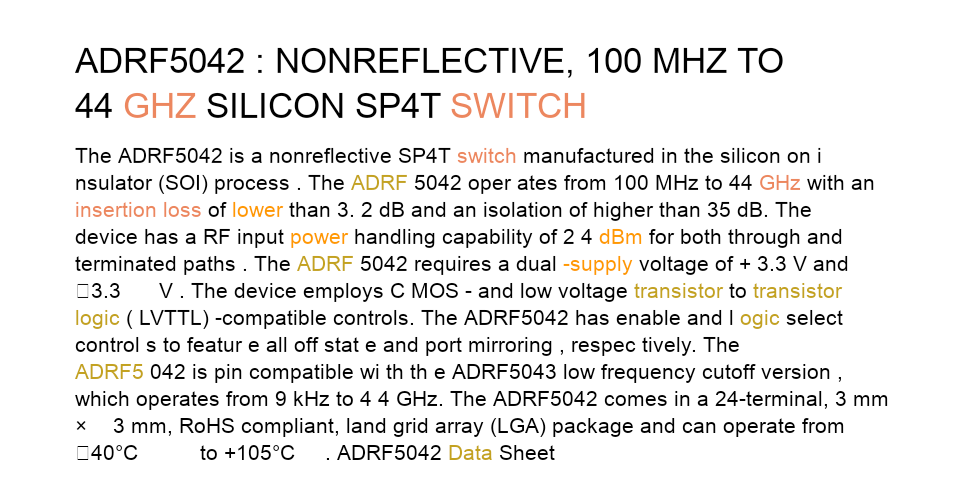 ADRF5042 : NONREFLECTIVE, 100 MHZ TO
44 GHZ SILICON SP4T SWITCH
The ADRF5042 is a nonreflective SP4T switch manufactured in the silicon on i
nsulator (SOI) process . The ADRF 5042 oper ates from 100 MHz to 44 GHz with an
insertion loss of lower than 3. 2 dB and an isolation of higher than 35 dB. The
device has a RF input power handling capability of 2 4 dBm for both through and
terminated paths . The ADRF 5042 requires a dual -supply voltage of + 3.3 V and
□3.3 V . The device employs C MOS - and low voltage transistor to transistor
logic ( LVTTL) -compatible controls. The ADRF5042 has enable and l ogic select
control s to featur e all off stat e and port mirroring , respec tively. The
ADRF5 042 is pin compatible wi th th e ADRF5043 low frequency cutoff version ,
which operates from 9 kHz to 4 4 GHz. The ADRF5042 comes in a 24-terminal, 3 mm
× 3 mm, RoHS compliant, land grid array (LGA) package and can operate from
□40°C to +105°C . ADRF5042 Data Sheet